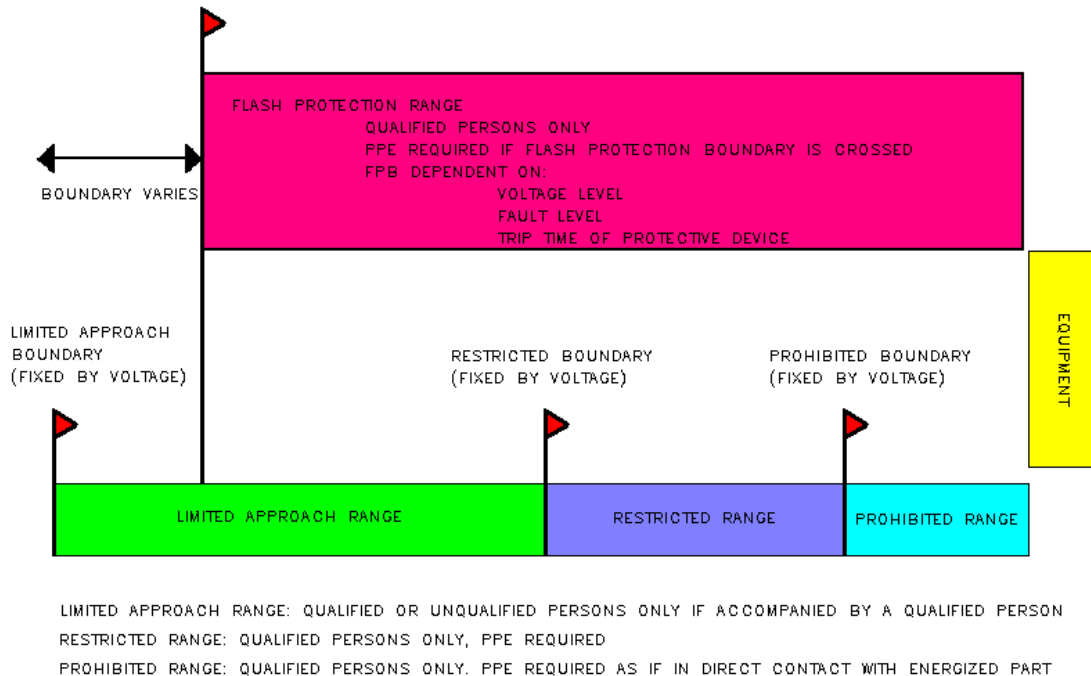 FLASH PROTECTION RANGE
QUALIFIED PERSONS ONLY
PPE REQUIRED IF FLASH PROTECTION BOUNDARY IS CROSSED
FPB DEPENDENT ON:
VOLTAGE LEVEL
FAULT LEVEL
TRIP TIME OF PROTECTIVE DEVICE
BOUNDARY VARIES
LIMITED APPROACH
BOUNDARY
(FIXED BY VOLTAGE)
RESTRICTED BOUNDARY
(FIXED BY VOLTAGE)
PROHIBITED BOUNDARY
(FIXED BY VOLTAGE)
EQUIPMENT
LIMITED APPROACH RANGE
RESTRICTED RANGE
PROHIBITED RANGE
LIMITED APPROACH RANGE: QUALIFIED OR UNQUALIFIED PERSONS ONLY IF ACCOMPANIED BY A QUALIFIED PERSON
RESTRICTED RANGE: QUALIFIED PERSONS ONLY, PPE REQUIRED
PROHIBITED RANGE: QUALIFIED PERSONS ONLY. PPE REQUIRED AS IF IN DIRECT CONTACT WITH ENERGIZED PART